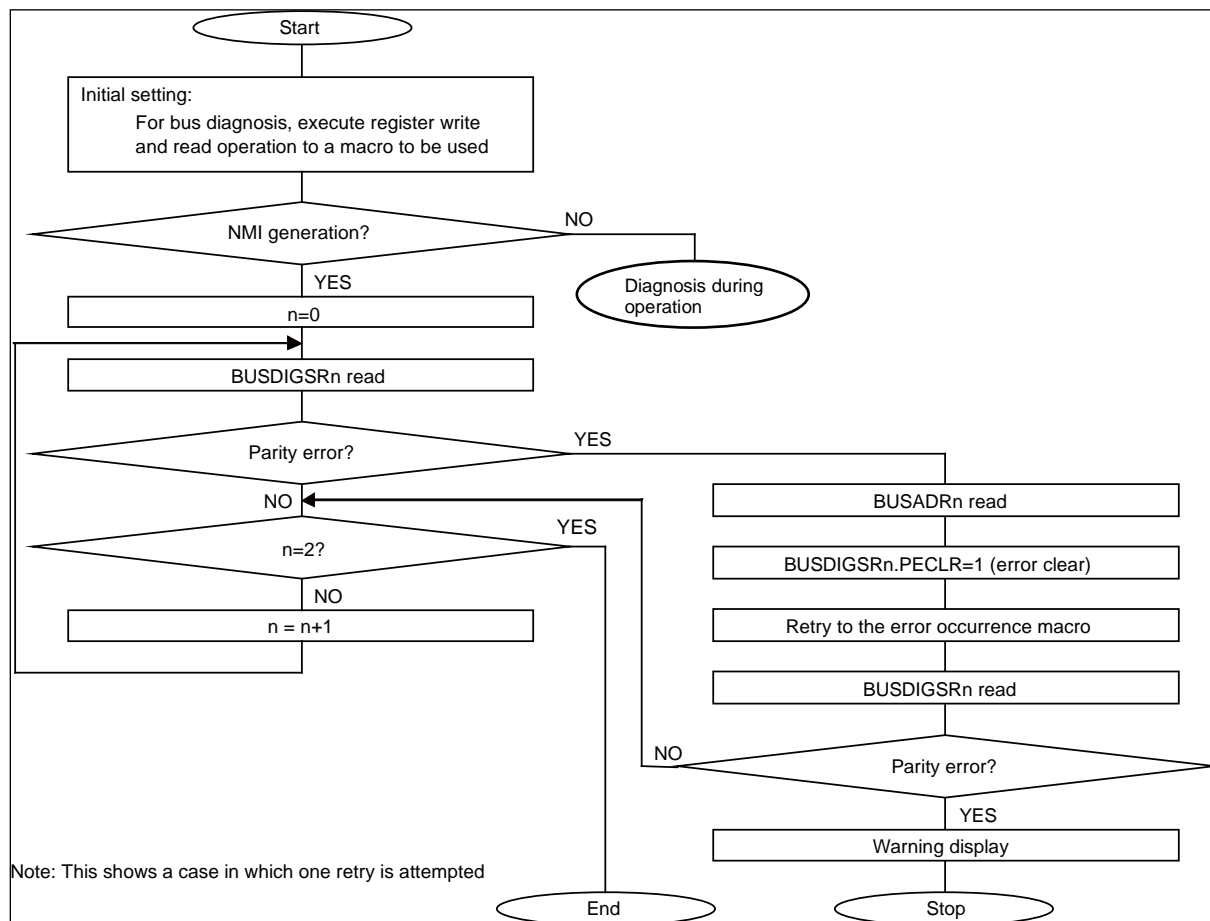 Start
Initial setting:
For bus diagnosis, execute register write
and read operation to a macro to be used
NMI generation?
NO
YES
Diagnosis during
operation
n=0
BUSDIGSRn read
Parity error?
YES
NO
BUSADRn read
n=2?
YES
BUSDIGSRn.PECLR=1 (error clear)
NO
n = n+1
Retry to the error occurrence macro
BUSDIGSRn read
NO
Parity error?
YES
Warning display
Note: This shows a case in which one retry is attempted
End
Stop